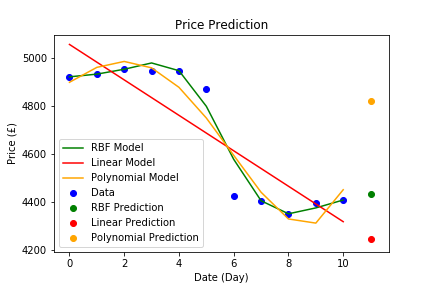 Price Prediction
5000
4800
4600
4400
4200
Price (£)
RBF Model
Linear Model
Polynomial Model
Data
RBF Prediction
Linear Prediction
Polynomial Prediction
0 2 4 6 8 10
Date (Day)